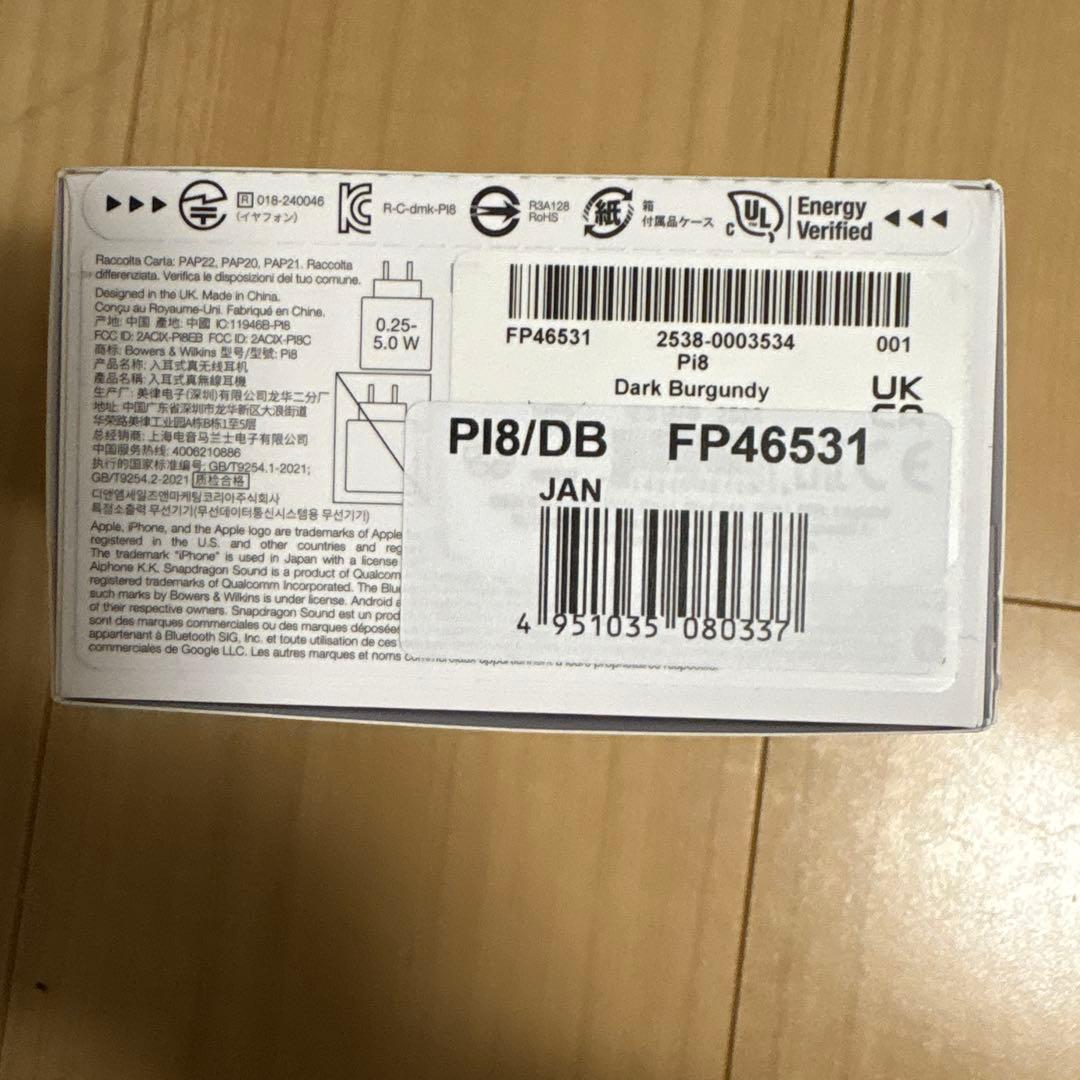 R 018-240046
(イヤフォン)
R-C-dmk-PI8
R3A128
RoHS
紙
箱
付属品ケース
c UL
Energy
Verified
Raccolta Carta: PAP22, PAP20, PAP21. Raccolta
differenziata. Verifica le disposizioni del tuo comune.
Designed in the UK. Made in China.
Conçu au Royaume-Uni. Fabriqué en Chine.
产地: 中国 產地: 中國 IC:11946B-PI8
FCC ID: 2ACIX-PI8EB FCC ID: 2ACIX-PI8C
商标: Bowers & Wilkins 型号/型號: Pi8
产品名称: 入耳式真无线耳机
產品名稱: 入耳式真無線耳機
生产厂: 美律电子(深圳)有限公司龙华二分厂
地址: 中国广东省深圳市龙华新区大浪街道
华荣路美律工业园A栋B栋1至5层
总经销商: 上海电音马兰士电子有限公司
中国服务热线: 4006210886
执行的国家标准编号: GB/T9254.1-2021;
GB/T9254.2-2021 质检合格
디앤엠세일즈앤마케팅코리아주식회사
특정소출력 무선기기(무선데이터통신시스템용 무선기기)
Apple, iPhone, and the Apple logo are trademarks of Apple
registered in the U.S. and other countries and reg
The trademark "iPhone" is used in Japan with a license
Aiphone K.K. Snapdragon Sound is a product of Qualcom
registered trademarks of Qualcomm Incorporated. The Blu
such marks by Bowers & Wilkins is under license. Android a
of their respective owners. Snapdragon Sound est un prod
sont des marques commerciales ou des marques déposées
appartenant à Bluetooth SIG, Inc. et toute utilisation de ces
commerciales de Google LLC. Les autres marques et noms commerciaux appartiennent à leurs propriétaires respectifs.
0.25-
5.0 W
FP46531 2538-0003534 001
Pi8
Dark Burgundy
UK
PI8/DB FP46531
JAN
4 951035 080337